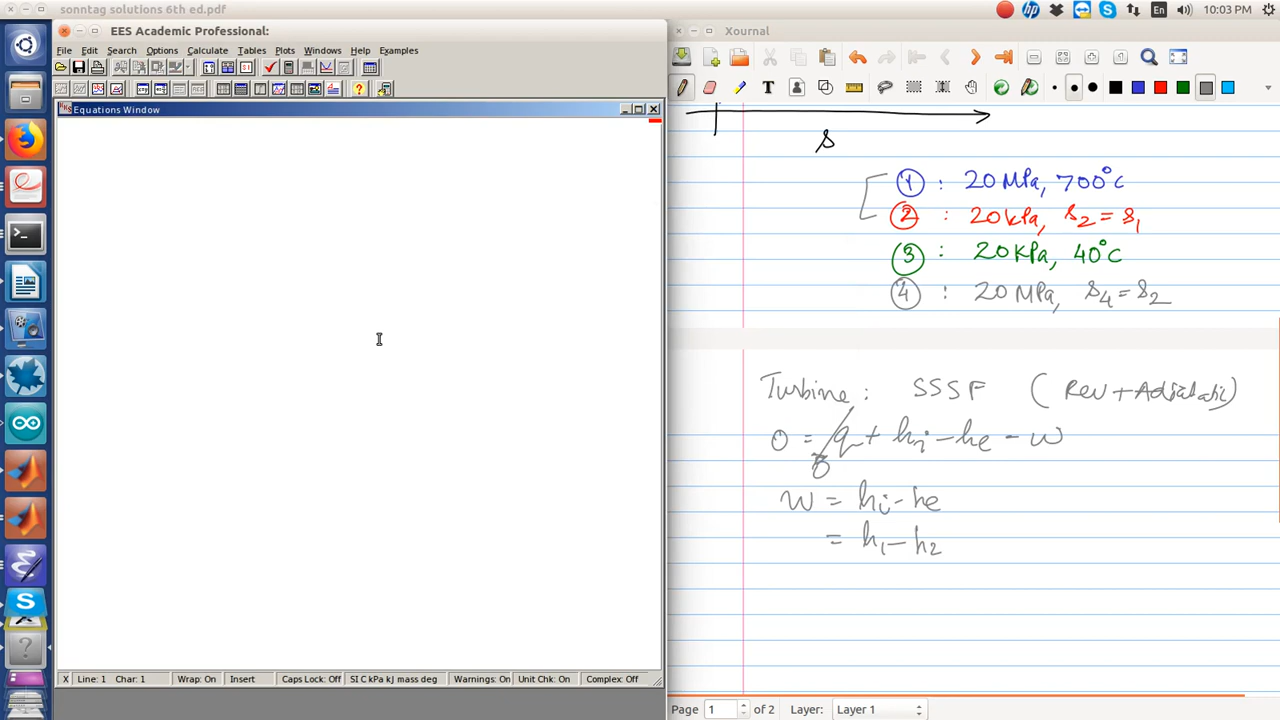 sonntag solutions 6th ed.pdf
En 10:03 PM
EES Academic Professional:
File Edit Search Options Calculate Tables Plots Windows Help Examples
Equations Window
X Line: 1 Char: 1 Wrap: On Insert Caps Lock: Off SI C kPa kJ mass deg Warnings: On Unit Chk: On Complex: Off
Xournal
T
s
① : 20 MPa, 700°C
② : 20 kPa, s₂ = s₁
③ : 20 KPa, 40°C
④ : 20 MPa, s₄ = s₂
Turbine : SSSF (Rev + Adiabatic)
0 = q + hi - he - w
0
w = hi - he
= h₁ - h₂
Page 1 of 2 Layer: Layer 1